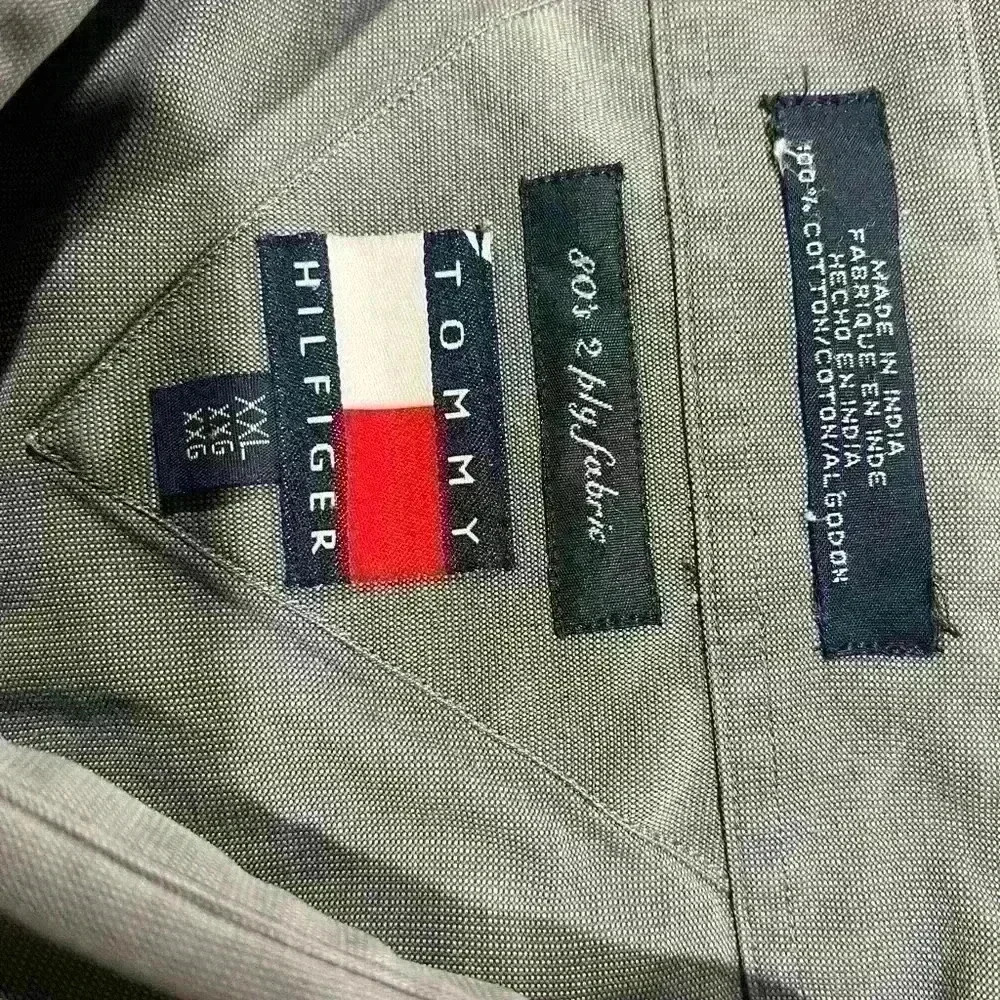 MADE IN INDIA
FABRIQUE EN INDE
HECHO EN INDIA
100% COTTON/COTON/ALGODON
80's 2 ply fabric
TOMMY
HILFIGER
XXL
XXG
XXG